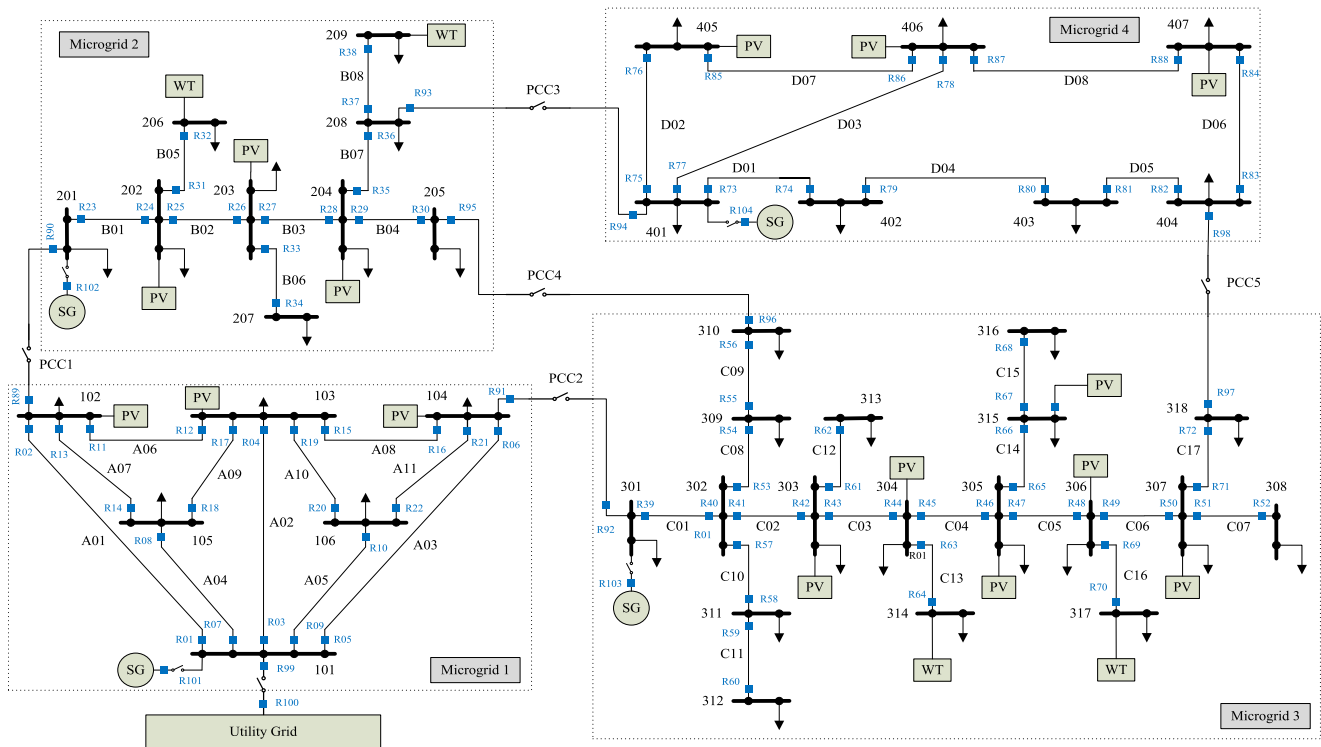 Microgrid 2
209
WT
R38
B08
R37
R93
208
R36
WT
206
R32
B05
R31
PV
B07
R35
201
R23
202
R24
R25
203
R26
R27
204
R28
R29
205
R30
R95
B01
B02
B03
B04
R90
R33
B06
R102
SG
PV
R34
207
PV
PCC3
PCC4
PCC1
PCC2
PCC5
Microgrid 4
405
PV
PV
406
407
R76
R85
R86
R78
R87
R88
R84
D07
D08
PV
D02
D03
D06
R77
D01
D04
D05
R75
R73
R74
R79
R80
R81
R82
R83
R104
SG
R94
401
402
403
404
R98
Microgrid 1
R89
102
PV
PV
103
PV
104
R91
R02
R13
R11
R12
R17
R04
R19
R15
R16
R21
R06
A06
A08
A07
A09
A10
A11
R14
R18
R20
R22
A02
105
106
R08
R10
A01
A03
A04
A05
R01
R07
R03
R09
R05
101
SG
R101
R99
R100
Utility Grid
Microgrid 3
R96
310
R56
C09
R55
309
R54
C08
R53
316
R68
C15
R67
PV
315
R66
C14
R65
313
R62
C12
R61
R97
318
R72
C17
R71
PV
301
R39
302
R40
R41
303
R42
R43
304
R44
R45
305
R46
R47
306
R48
R49
307
R50
R51
308
R52
PV
C01
C02
C03
C04
C05
C06
C07
R92
R01
R57
R63
R01
R69
R103
SG
C10
PV
C13
PV
C16
PV
R58
R64
R70
311
314
317
R59
C11
WT
WT
R60
312